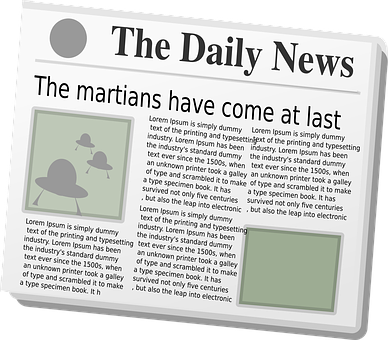 The Daily News
The martians have come at last
Lorem Ipsum is simply dummy
text of the printing and typesetting
industry. Lorem Ipsum has been
the industry's standard dummy
text ever since the 1500s, when
an unknown printer took a galley
of type and scrambled it to make
a type specimen book. It has
survived not only five centuries
, but also the leap into electronic
Lorem Ipsum is simply dummy
text of the printing and typesetting
industry. Lorem Ipsum has been
the industry's standard dummy
text ever since the 1500s, when
an unknown printer took a galley
of type and scrambled it to make
a type specimen book. It has
survived not only five centuries
, but also the leap into electronic
Lorem Ipsum is simply dummy
text of the printing and typesetting
industry. Lorem Ipsum has been
the industry's standard dummy
text ever since the 1500s, when
an unknown printer took a galley
of type and scrambled it to make
a type specimen book. It h
Lorem Ipsum is simply dummy
text of the printing and typesetting
industry. Lorem Ipsum has been
the industry's standard dummy
text ever since the 1500s, when
an unknown printer took a galley
of type and scrambled it to make
a type specimen book. It has
survived not only five centuries
, but also the leap into electronic